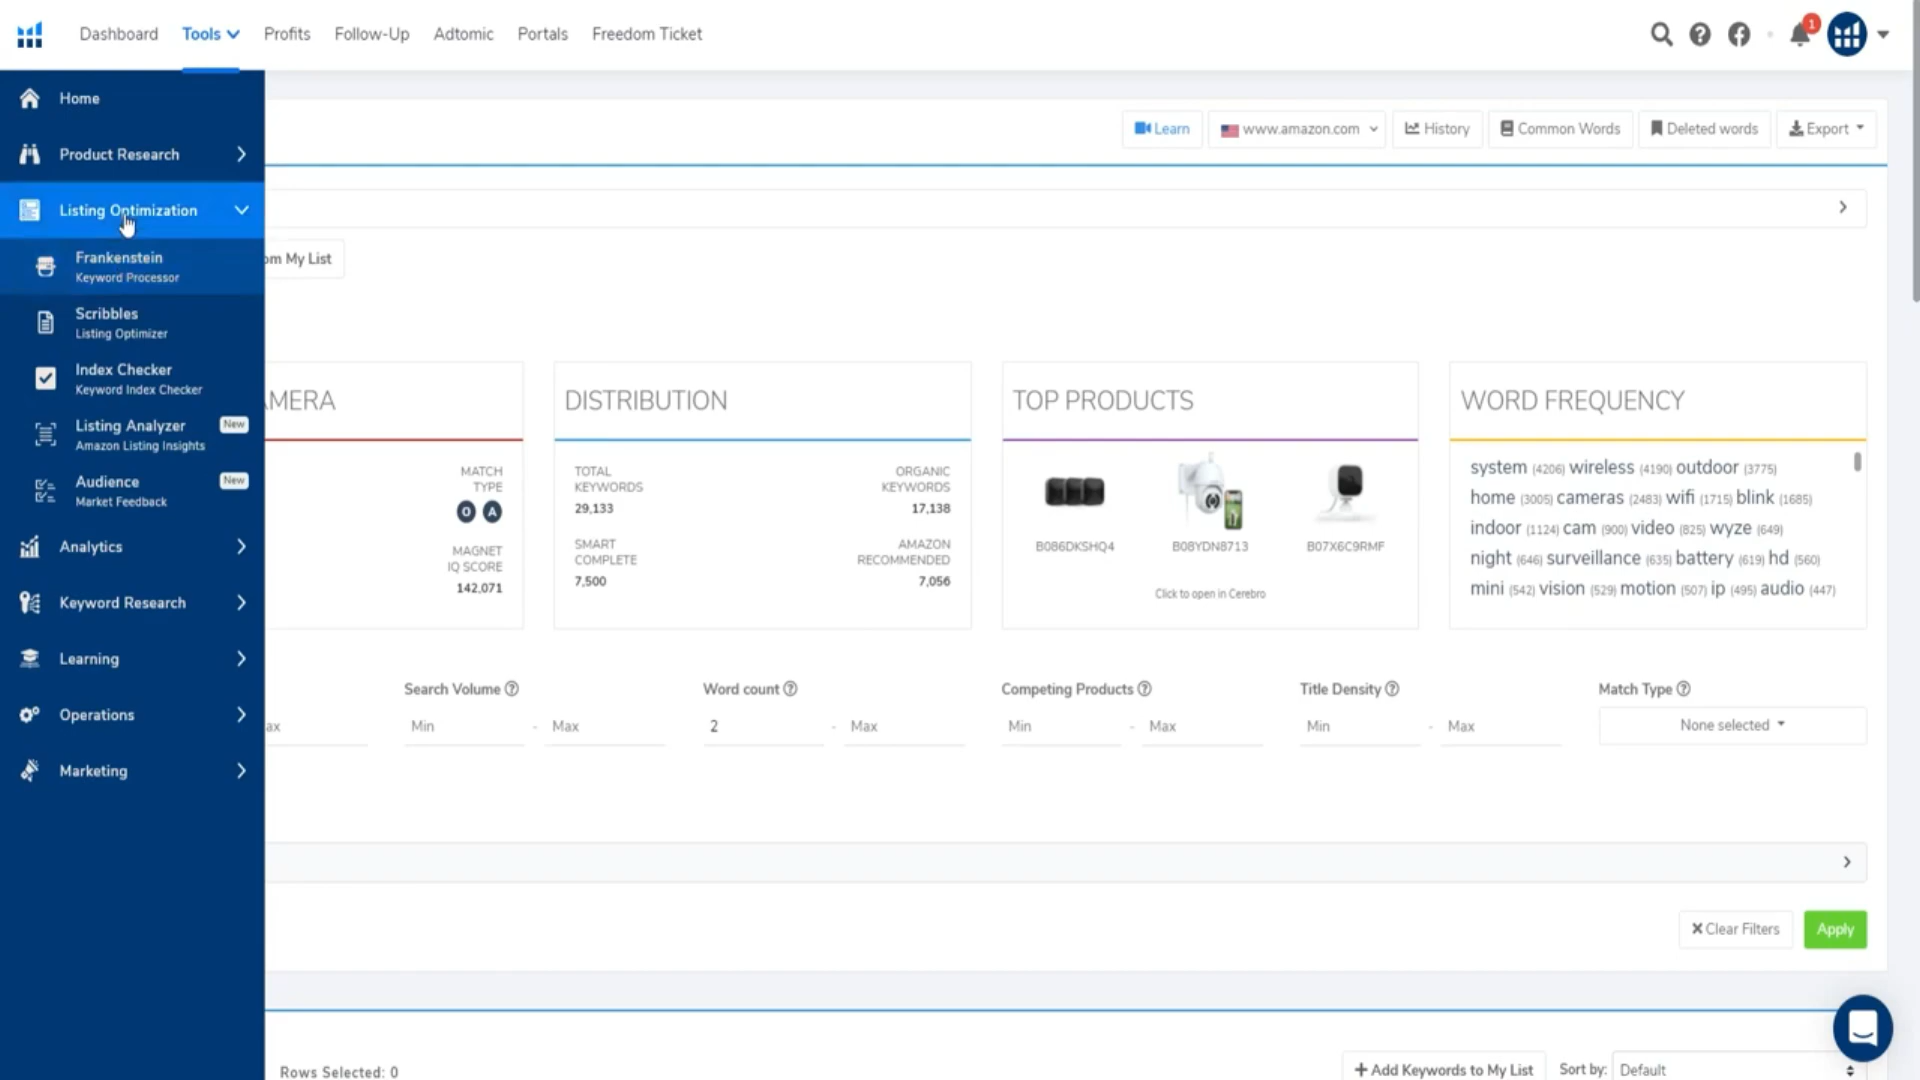 Dashboard Tools Profits Follow-Up Adtomic Portals Freedom Ticket
1
Home
Product Research
Listing Optimization
Frankenstein
Keyword Processor
Scribbles
Listing Optimizer
Index Checker
Keyword Index Checker
Listing Analyzer New
Amazon Listing Insights
Audience New
Market Feedback
Analytics
Keyword Research
Learning
Operations
Marketing
Learn www.amazon.com History Common Words Deleted words Export
om My List
MERA
MATCH
TYPE
O A
MAGNET
IQ SCORE
142,071
DISTRIBUTION
TOTAL
KEYWORDS
29,133
ORGANIC
KEYWORDS
17,138
SMART
COMPLETE
7,500
AMAZON
RECOMMENDED
7,056
TOP PRODUCTS
B086DKSHQ4 B08YDN8713 B07X6C9RMF
Click to open in Cerebro
WORD FREQUENCY
system (4206) wireless (4190) outdoor (3775)
home (3005) cameras (2483) wifi (1715) blink (1685)
indoor (1124) cam (900) video (825) wyze (649)
night (646) surveillance (635) battery (619) hd (560)
mini (542) vision (529) motion (507) ip (495) audio (447)
Search Volume Word count Competing Products Title Density Match Type
ax Min - Max 2 - Max Min - Max Min - Max None selected
Clear Filters Apply
Rows Selected: 0 + Add Keywords to My List Sort by: Default